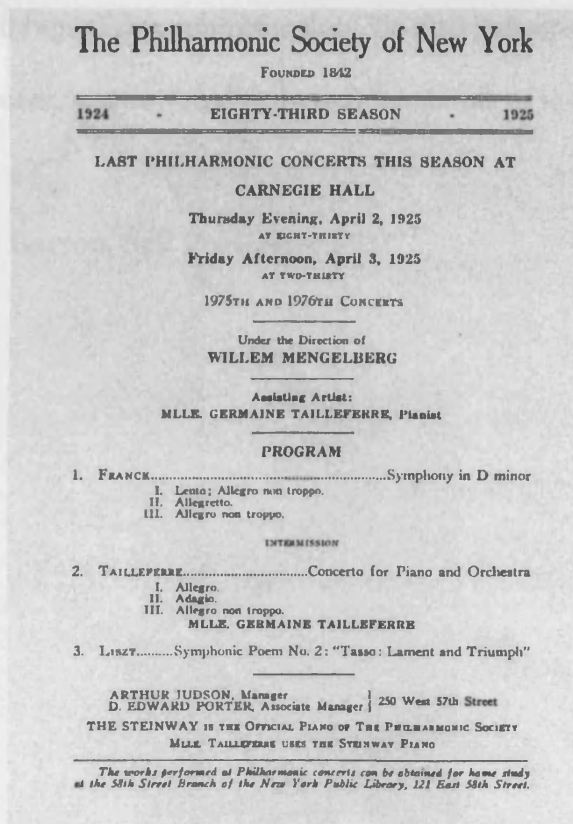 The Philharmonic Society of New York
FOUNDED 1842
1924 - EIGHTY-THIRD SEASON - 1925
LAST PHILHARMONIC CONCERTS THIS SEASON AT
CARNEGIE HALL
Thursday Evening, April 2, 1925
AT EIGHT-THIRTY
Friday Afternoon, April 3, 1925
AT TWO-THIRTY
1975TH AND 1976TH CONCERTS
Under the Direction of
WILLEM MENGELBERG
Assisting Artist:
MLLE. GERMAINE TAILLEFERRE, Pianist
PROGRAM
1. FRANCK..........Symphony in D minor
I. Lento; Allegro non troppo.
II. Allegretto.
III. Allegro non troppo.
INTERMISSION
2. TAILLEFERRE..........Concerto for Piano and Orchestra
I. Allegro.
II. Adagio.
III. Allegro non troppo.
MLLE. GERMAINE TAILLEFERRE
3. LISZT..........Symphonic Poem No. 2: "Tasso: Lament and Triumph"
ARTHUR JUDSON, Manager
D. EDWARD PORTER, Associate Manager } 250 West 57th Street
THE STEINWAY IS THE OFFICIAL PIANO OF THE PHILHARMONIC SOCIETY
MLLE. TAILLEFERRE USES THE STEINWAY PIANO
The works performed at Philharmonic concerts can be obtained for home study
at the 58th Street Branch of the New York Public Library, 121 East 58th Street.